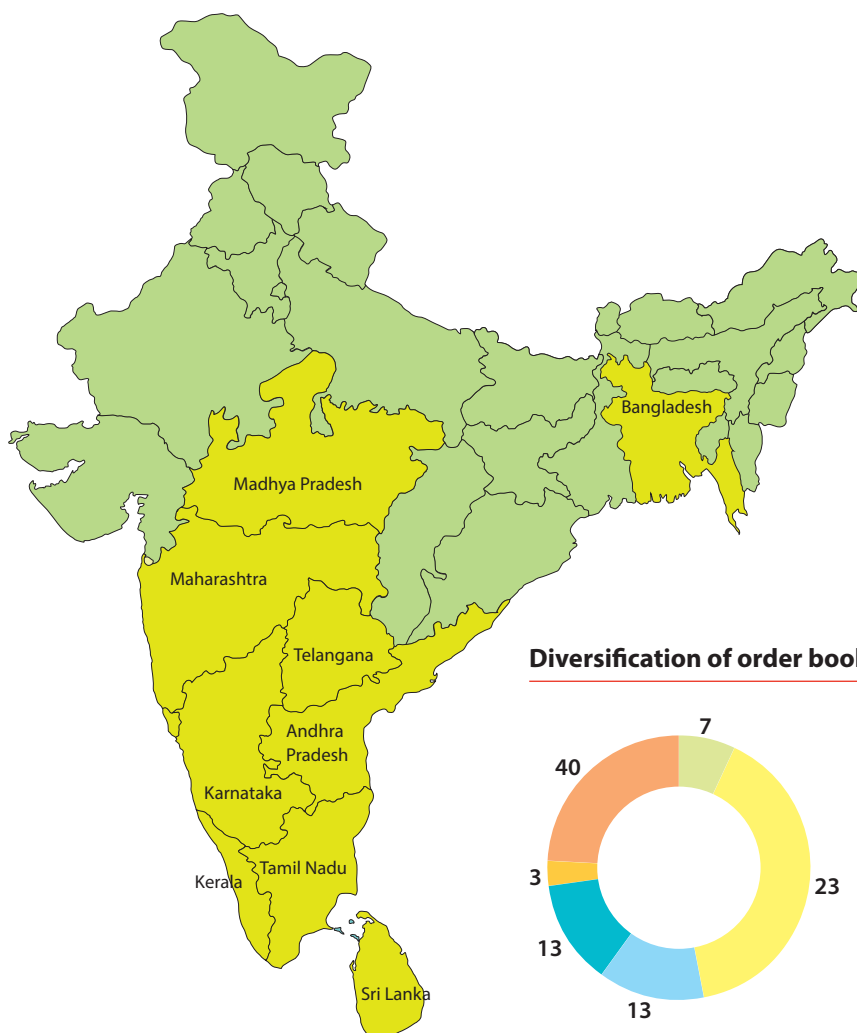 Bangladesh
Madhya Pradesh
Maharashtra
Telangana
Diversification of order boo
Andhra
Pradesh
7
40
Karnataka
Tamil Nadu
Kerala
3
23
13
Sri Lanka
13